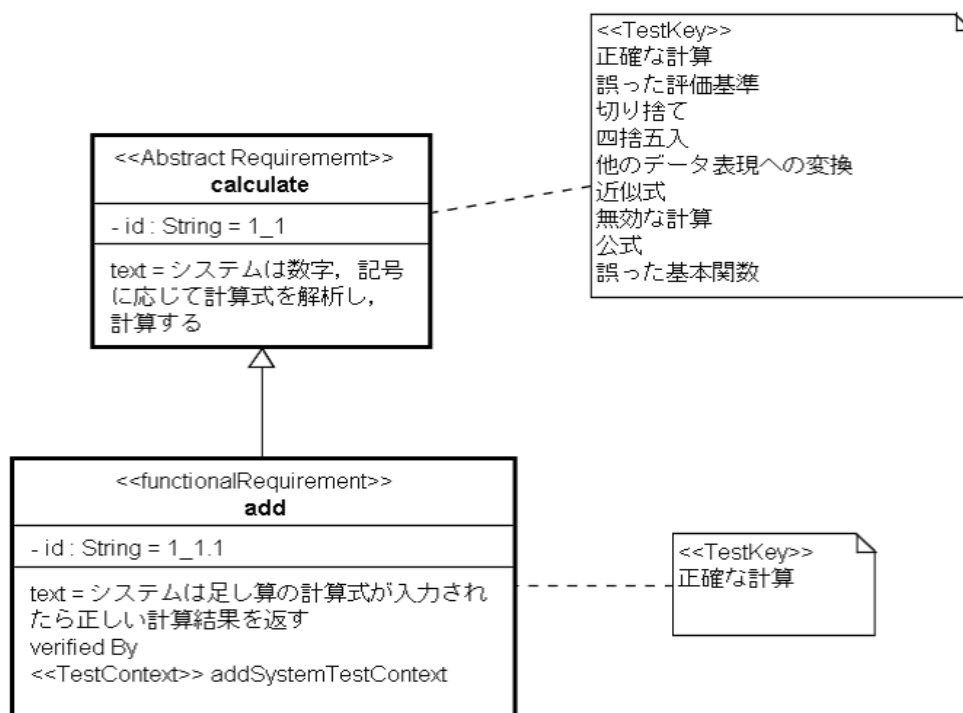 <<TestKey>>
正確な計算
誤った評価基準
切り捨て
四捨五入
他のデータ表現への変換
近似式
無効な計算
公式
誤った基本関数
<<Abstract Requirememt>>
calculate
- id : String = 1_1
text = システムは数字，記号
に応じて計算式を解析し，
計算する
<<functionalRequirement>>
add
- id : String = 1_1.1
text = システムは足し算の計算式が入力され
たら正しい計算結果を返す
verified By
<<TestContext>> addSystemTestContext
<<TestKey>>
正確な計算